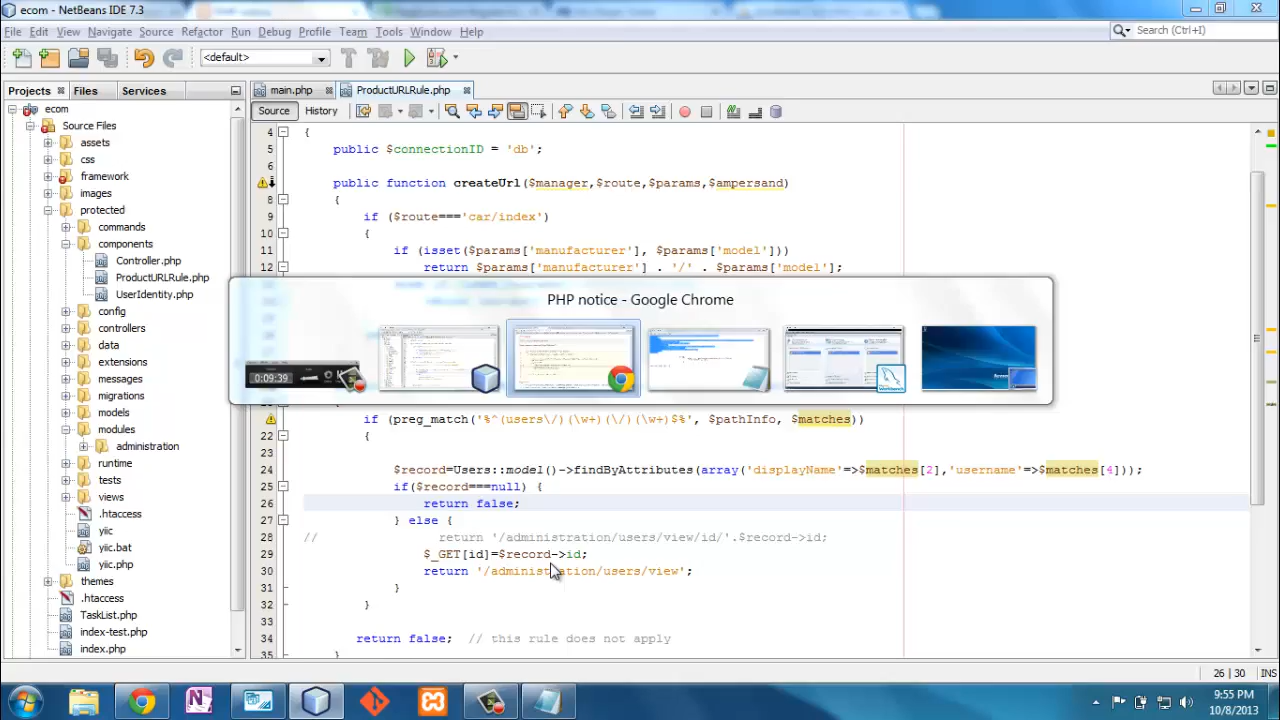 ecom - NetBeans IDE 7.3
File Edit View Navigate Source Refactor Run Debug Profile Team Tools Window Help
Search (Ctrl+I)
<default>
Projects Files Services
main.php ProductURLRule.php
Source History
ecom
Source Files
assets
css
framework
images
protected
commands
components
Controller.php
ProductURLRule.php
UserIdentity.php
config
controllers
data
extensions
messages
migrations
models
modules
administration
runtime
tests
views
.htaccess
yiic
yiic.bat
yiic.php
themes
.htaccess
TaskList.php
index-test.php
index.php
4 {
5 public $connectionID = 'db';
6
public function createUrl($manager,$route,$params,$ampersand)
8 {
9 if ($route==='car/index')
10 {
11 if (isset($params['manufacturer'], $params['model']))
12 return $params['manufacturer'] . '/' . $params['model'];
PHP notice - Google Chrome
0:09:39
if (preg_match('%^(users\/)(\w+)(\/)(\w+)$%', $pathInfo, $matches))
22 {
23
24 $record=Users::model()->findByAttributes(array('displayName'=>$matches[2],'username'=>$matches[4]));
25 if($record===null) {
26 return false;
27 } else {
28 // return '/administration/users/view/id/'.$record->id;
29 $_GET[id]=$record->id;
30 return '/administration/users/view';
31 }
32 }
34 return false; // this rule does not apply
35 }
26 | 30 INS
9:55 PM
10/8/2013